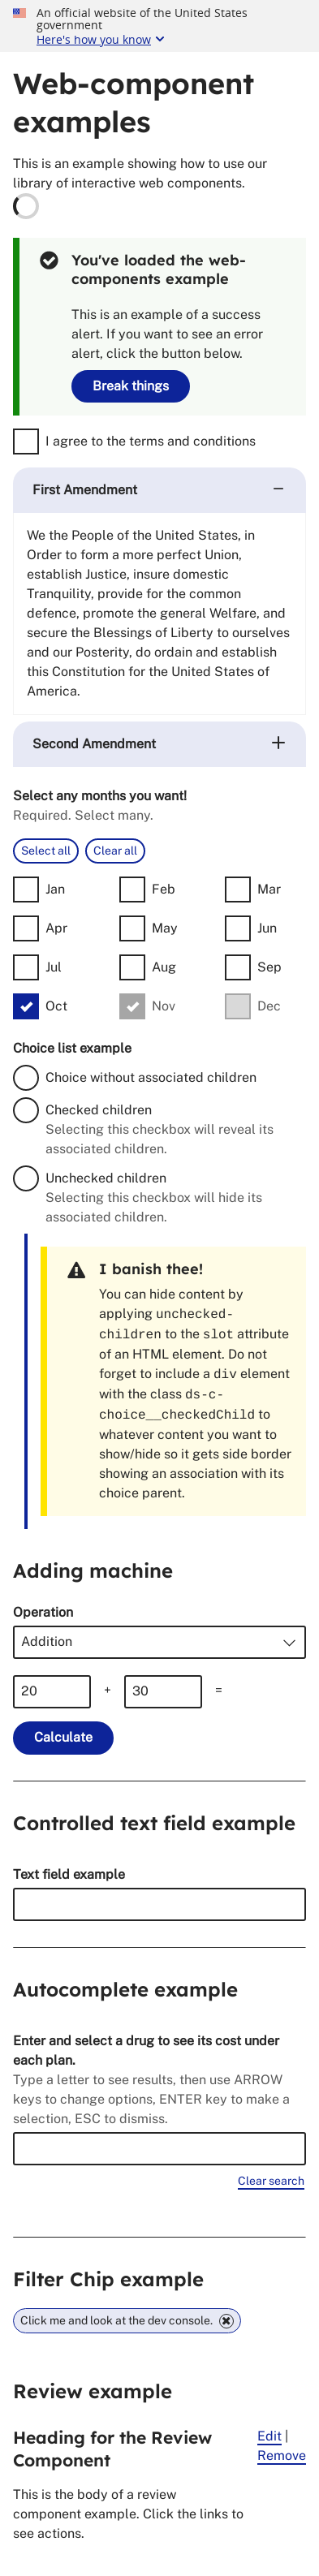 An official website of the United States
government
Here's how you know
Web-component
examples
This is an example showing how to use our
library of interactive web components.
You've loaded the web-
components example
This is an example of a success
alert. If you want to see an error
alert, click the button below.
Break things
I agree to the terms and conditions
First Amendment
We the People of the United States, in
Order to form a more perfect Union,
establish Justice, insure domestic
Tranquility, provide for the common
defence, promote the general Welfare, and
secure the Blessings of Liberty to ourselves
and our Posterity, do ordain and establish
this Constitution for the United States of
America.
Second Amendment
Select any months you want!
Required. Select many.
Select all Clear all
Jan Feb Mar
Apr May Jun
Jul Aug Sep
Oct Nov Dec
Choice list example
Choice without associated children
Checked children
Selecting this checkbox will reveal its
associated children.
Unchecked children
Selecting this checkbox will hide its
associated children.
I banish thee!
You can hide content by
applying unchecked-
children to the slot attribute
of an HTML element. Do not
forget to include a div element
with the class ds-c-
choice__checkedChild to
whatever content you want to
show/hide so it gets side border
showing an association with its
choice parent.
Adding machine
Operation
Addition
20 + 30 =
Calculate
Controlled text field example
Text field example
Autocomplete example
Enter and select a drug to see its cost under
each plan.
Type a letter to see results, then use ARROW
keys to change options, ENTER key to make a
selection, ESC to dismiss.
Clear search
Filter Chip example
Click me and look at the dev console.
Review example
Heading for the Review
Component
Edit |
Remove
This is the body of a review
component example. Click the links to
see actions.